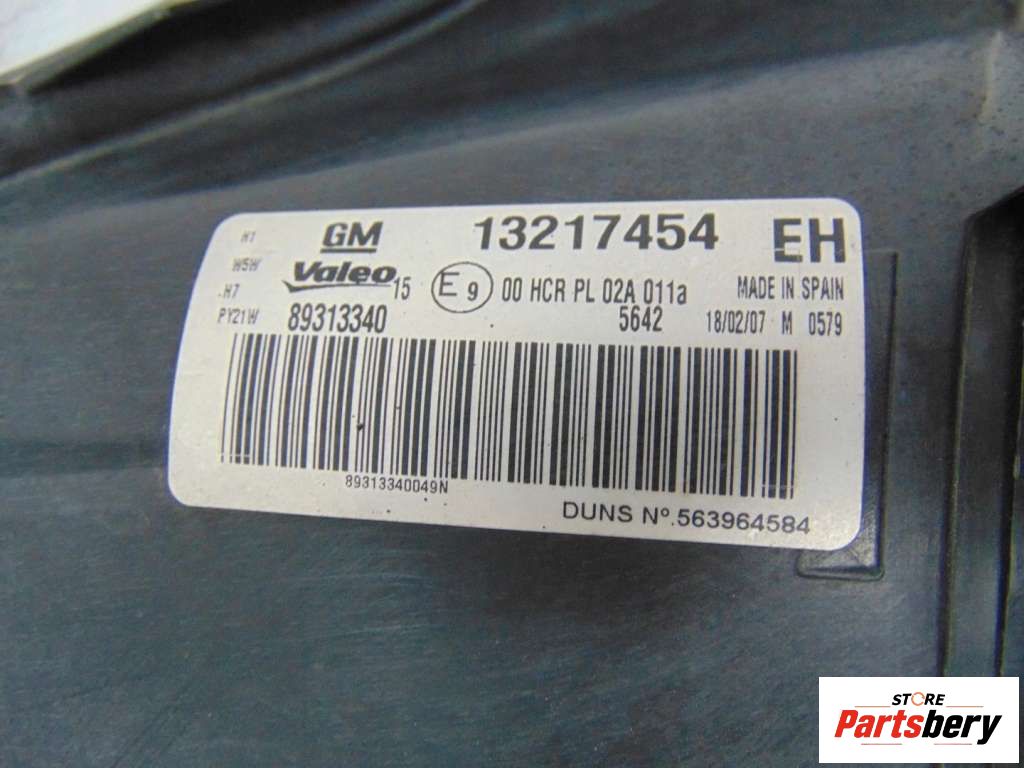 H1 GM 13217454 EH
W5W Valeo 15 E 9 00 HCR PL 02A 011a MADE IN SPAIN
H7
PY21W 89313340 5642 18/02/07 M 0579
89313340049N
DUNS Nº.563964584
STORE
Partsbery